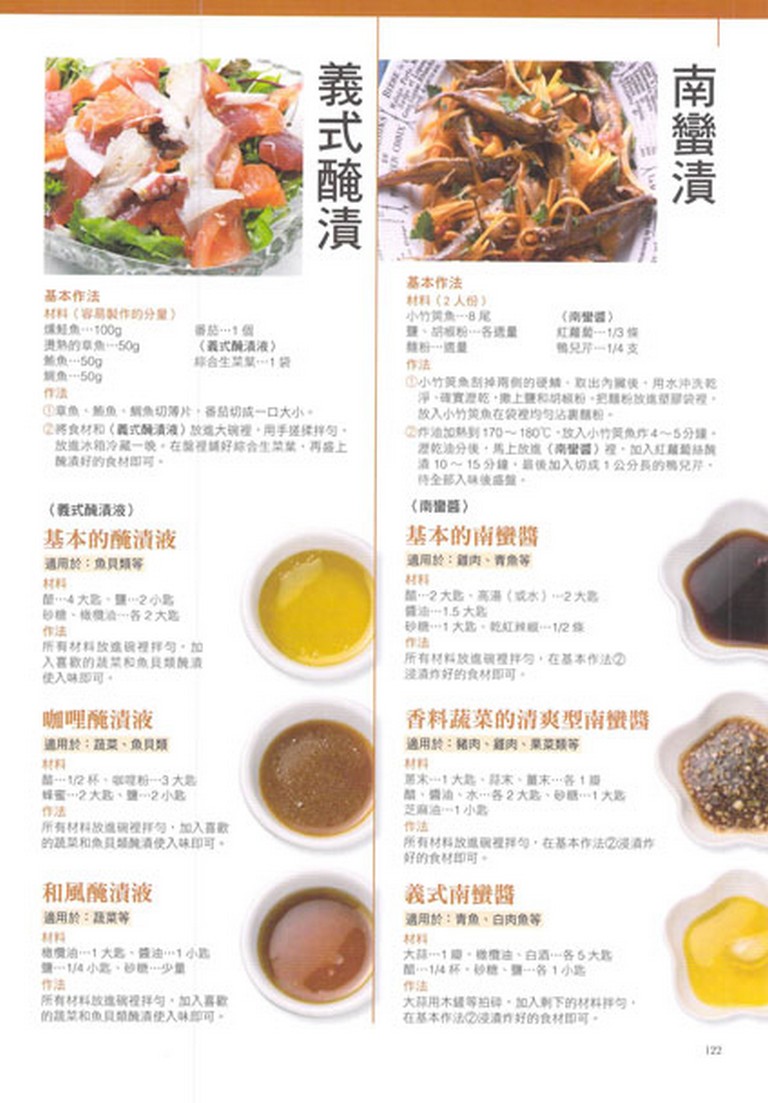 南蠻漬
基本作法
材料（2人份）
小竹筴魚…8尾
鹽、胡椒粉…各適量
麵粉…適量
《南蠻醬》
紅蘿蔔…1/3條
鴨兒芹…1/4支
作法
①小竹筴魚刮掉兩側的硬鱗，取出內臟後，用水沖洗乾
淨，確實瀝乾，撒上鹽和胡椒粉。把麵粉放進塑膠袋裡，
放入小竹筴魚在袋裡均勻沾裹麵粉。
②炸油加熱到170～180℃，放入小竹筴魚炸4～5分鐘。
瀝乾油分後，馬上放進《南蠻醬》裡，加入紅蘿蔔絲醃
漬10～15分鐘，最後加入切成1公分長的鴨兒芹，
待全部入味後盛盤。
《南蠻醬》
基本的南蠻醬
適用於：雞肉、青魚等
材料
醋…2大匙、高湯（或水）…2大匙
醬油…1.5大匙
砂糖…1大匙、乾紅辣椒…1/2條
作法
所有材料放進碗裡拌勻，在基本作法②
浸漬炸好的食材即可。
香料蔬菜的清爽型南蠻醬
適用於：豬肉、雞肉、果菜類等
材料
蔥末…1大匙、蒜末、薑末…各1瓣
醋、醬油、水…各2大匙、砂糖…1大匙
芝麻油…1小匙
作法
所有材料放進碗裡拌勻，在基本作法②浸漬炸
好的食材即可。
義式南蠻醬
適用於：青魚、白肉魚等
材料
大蒜…1瓣、橄欖油、白酒…各5大匙
醋…1/4杯、砂糖、鹽…各1小匙
作法
大蒜用木鏟等拍碎，加入剩下的材料拌勻，
在基本作法②浸漬炸好的食材即可。
義式醃漬
基本作法
材料（容易製作的分量）
燻鮭魚…100g
燙熟的章魚…50g
鮪魚…50g
鯛魚…50g
番茄…1個
《義式醃漬液》
綜合生菜葉…1袋
作法
①章魚、鮪魚、鯛魚切薄片，番茄切成一口大小。
②將食材和《義式醃漬液》放進大碗裡，用手搓揉拌勻，
放進冰箱冷藏一晚。在盤裡鋪好綜合生菜葉，再盛上
醃漬好的食材即可。
《義式醃漬液》
基本的醃漬液
適用於：魚貝類等
材料
醋…4大匙、鹽…2小匙
砂糖、橄欖油…各2大匙
作法
所有材料放進碗裡拌勻，加
入喜歡的蔬菜和魚貝類醃漬
使入味即可。
咖哩醃漬液
適用於：蔬菜、魚貝類
材料
醋…1/2杯、咖哩粉…3大匙
蜂蜜…2大匙、鹽…2小匙
作法
所有材料放進碗裡拌勻，加入喜歡
的蔬菜和魚貝類醃漬使入味即可。
和風醃漬液
適用於：蔬菜等
材料
橄欖油…1大匙、醬油…1小匙
鹽…1/4小匙、砂糖…少量
作法
所有材料放進碗裡拌勻，加入喜歡
的蔬菜和魚貝類醃漬使入味即可。
122